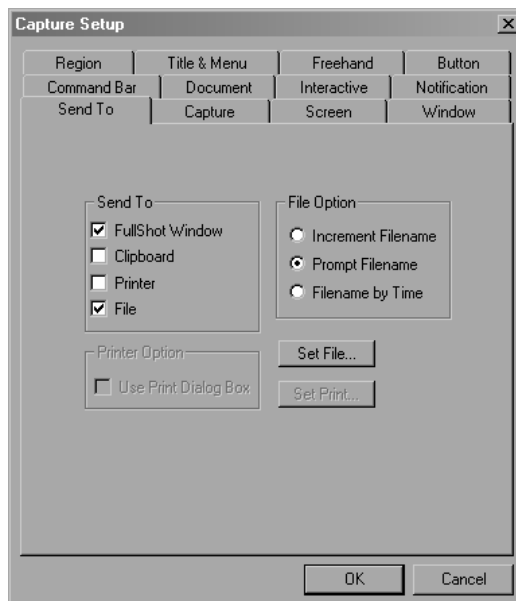 Capture Setup
Region Title & Menu Freehand Button
Command Bar Document Interactive Notification
Send To Capture Screen Window
Send To
FullShot Window
Clipboard
Printer
File
File Option
Increment Filename
Prompt Filename
Filename by Time
Printer Option
Use Print Dialog Box
Set File...
Set Print...
OK Cancel